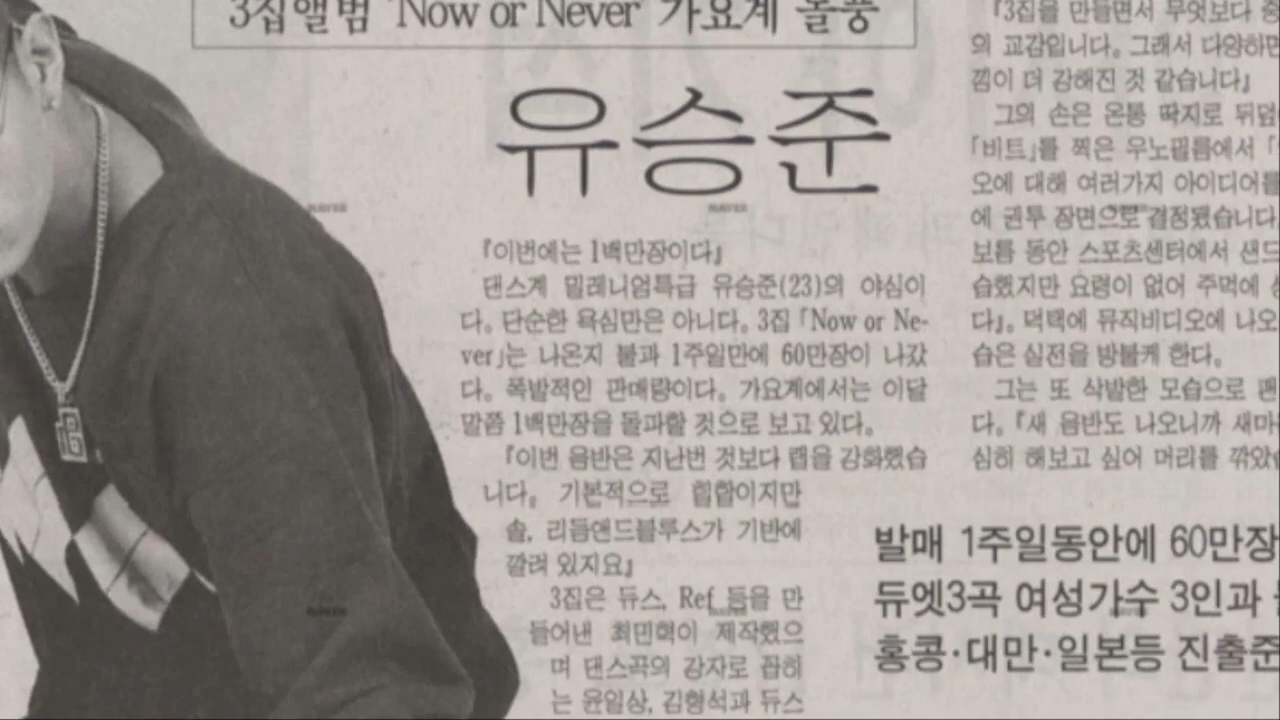 3집앨범 'Now or Never' 가요계 돌풍
유승준
『이번에는 1백만장이다』
댄스계 밀레니엄특급 유승준(23)의 야심이
다. 단순한 욕심만은 아니다. 3집 「Now or Ne-
ver」는 나온지 불과 1주일만에 60만장이 나갔
다. 폭발적인 판매량이다. 가요계에서는 이달
말쯤 1백만장을 돌파할 것으로 보고 있다.
『이번 음반은 지난번 것보다 랩을 강화했습
니다. 기본적으로 힙합이지만
솔, 리듬앤드블루스가 기반에
깔려 있지요』
3집은 듀스, Ref 등을 만
들어낸 최민혁이 제작했으
며 댄스곡의 강자로 꼽히
는 윤일상, 김형석과 듀스
『3집을 만들면서 무엇보다 중
의 교감입니다. 그래서 다양하면
낌이 더 강해진 것 같습니다』
그의 손은 온통 딱지로 뒤덮
「비트」를 찍은 우노필름에서 「
오에 대해 여러가지 아이디어를
에 권투 장면으로 결정됐습니다
보름 동안 스포츠센터에서 샌드
습했지만 요령이 없어 주먹에
다』. 덕택에 뮤직비디오에 나오
습은 실전을 방불케 한다.
그는 또 삭발한 모습으로 팬
다. 『새 음반도 나오니까 새마
심히 해보고 싶어 머리를 깎았
발매 1주일동안에 60만장
듀엣3곡 여성가수 3인과
홍콩·대만·일본등 진출준